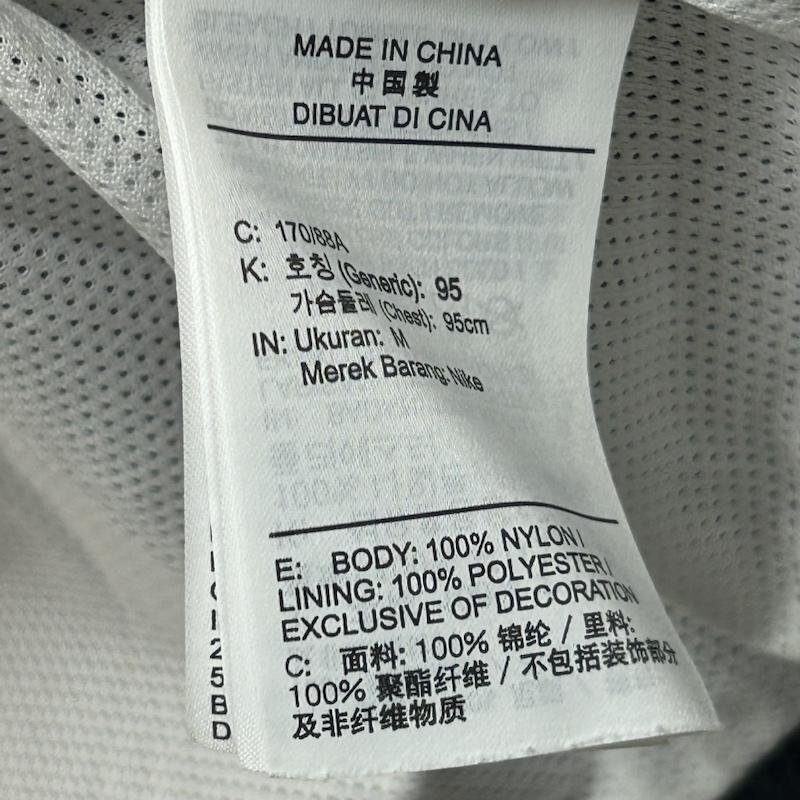 MADE IN CHINA
中国製
DIBUAT DI CINA
C: 170/88A
K: 호칭 (Generic): 95
가슴둘레 (Chest): 95cm
IN: Ukuran: M
Merek Barang: Nike
E: BODY: 100% NYLON /
LINING: 100% POLYESTER /
EXCLUSIVE OF DECORATION
C: 面料: 100% 锦纶 / 里料:
100% 聚酯纤维 / 不包括装饰部分
及非纤维物质
2
5
B
D